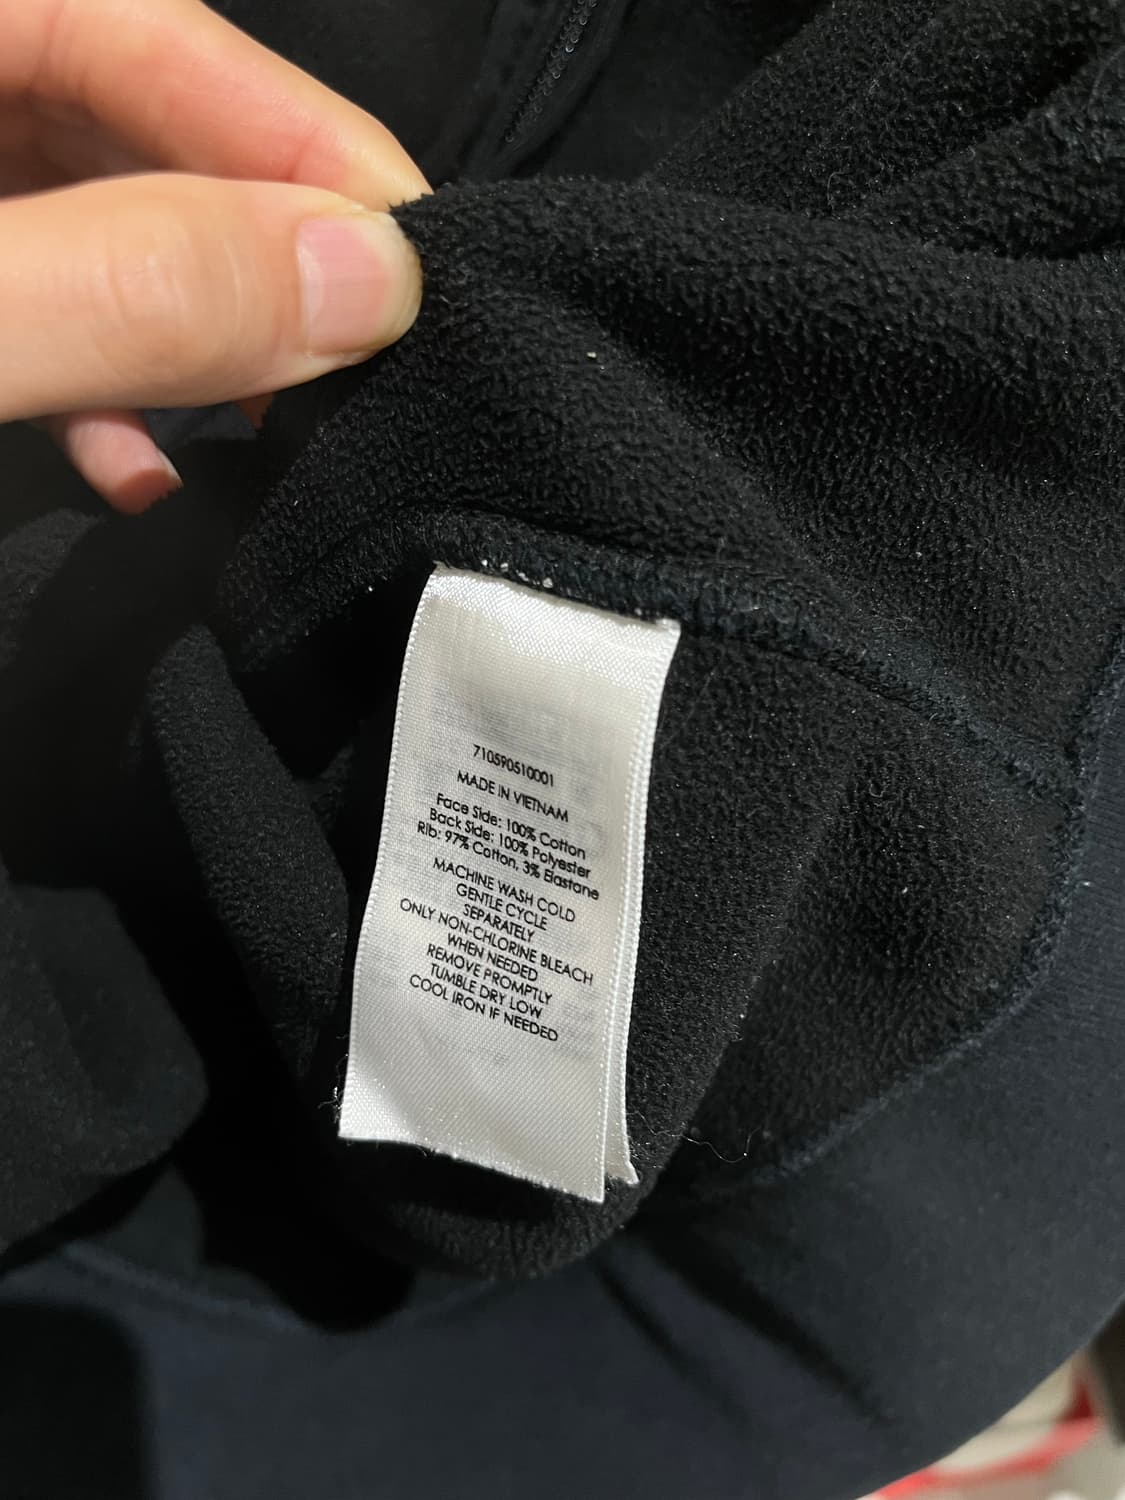 710590510001
MADE IN VIETNAM
Face Side: 100% Cotton
Back Side: 100% Polyester
Rib: 97% Cotton, 3% Elastane
MACHINE WASH COLD
GENTLE CYCLE
SEPARATELY
ONLY NON-CHLORINE BLEACH
WHEN NEEDED
REMOVE PROMPTLY
TUMBLE DRY LOW
COOL IRON IF NEEDED